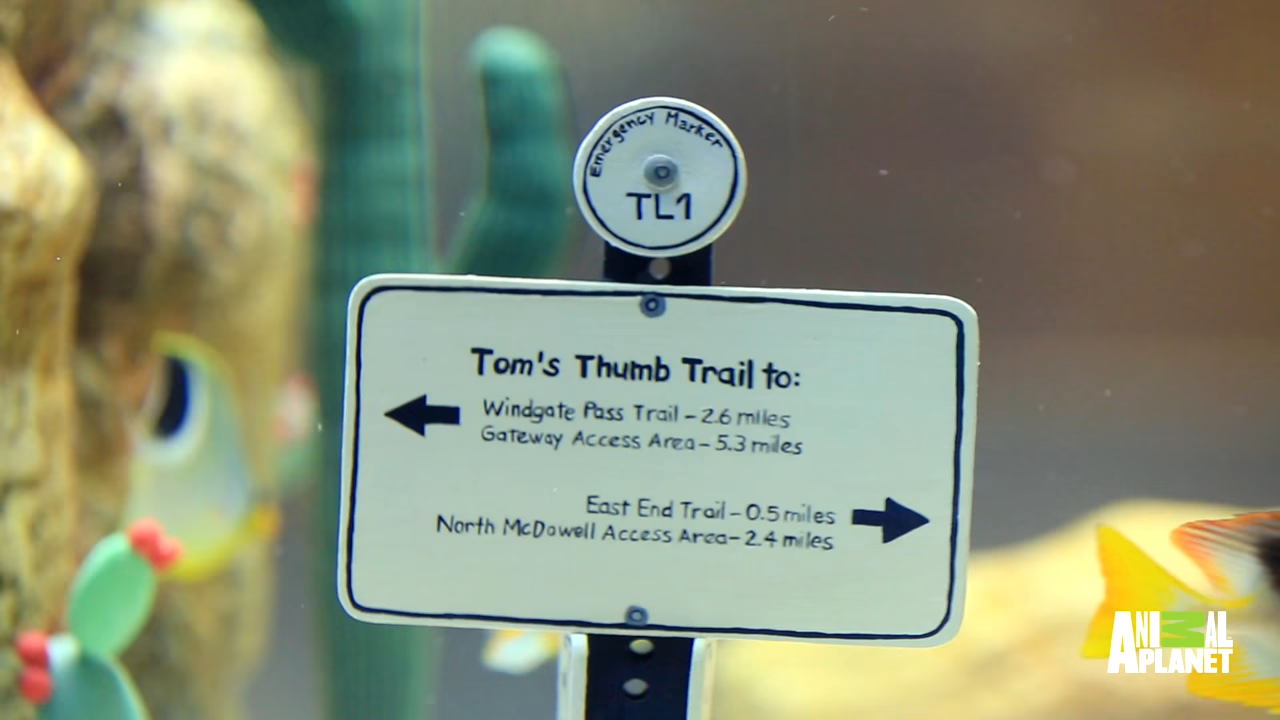 Emergency Marker
TL1
Tom's Thumb Trail to:
Windgate Pass Trail - 2.6 miles
Gateway Access Area - 5.3 miles
East End Trail - 0.5 miles
North McDowell Access Area - 2.4 miles
ANIMAL
PLANET